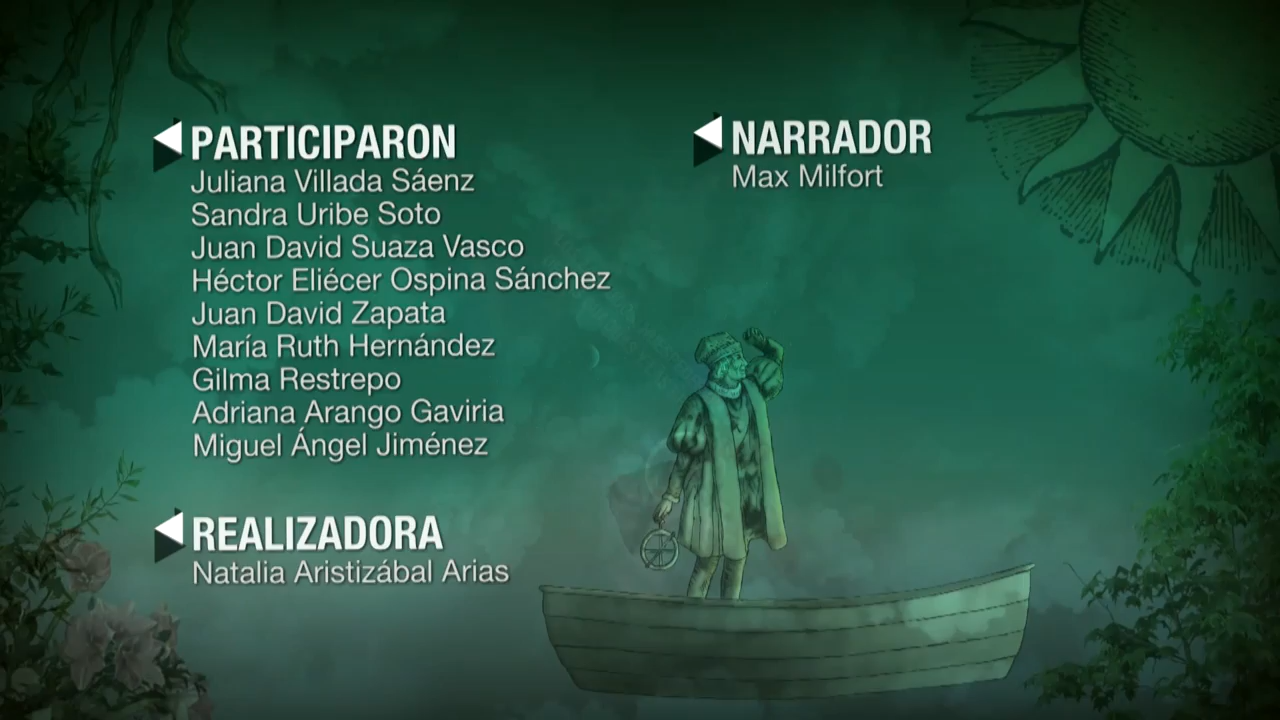 PARTICIPARON
Juliana Villada Sáenz
Sandra Uribe Soto
Juan David Suaza Vasco
Héctor Eliécer Ospina Sánchez
Juan David Zapata
María Ruth Hernández
Gilma Restrepo
Adriana Arango Gaviria
Miguel Ángel Jiménez
REALIZADORA
Natalia Aristizábal Arias
NARRADOR
Max Milfort